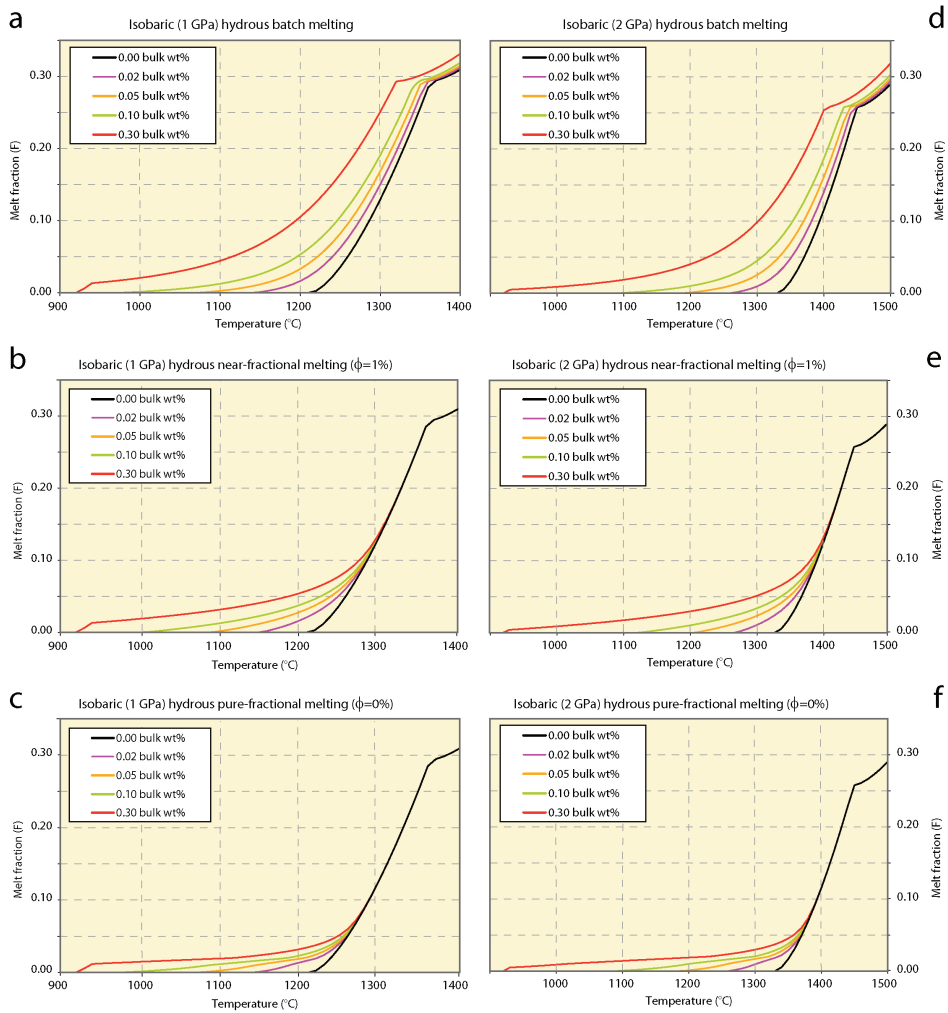 a
Isobaric (1 GPa) hydrous batch melting
0.00 bulk wt%
0.02 bulk wt%
0.05 bulk wt%
0.10 bulk wt%
0.30 bulk wt%
0.30
0.20
0.10
0.00
Melt fraction (F)
900 1000 1100 1200 1300 1400
Temperature (°C)
d
Isobaric (2 GPa) hydrous batch melting
0.00 bulk wt%
0.02 bulk wt%
0.05 bulk wt%
0.10 bulk wt%
0.30 bulk wt%
0.30
0.20
0.10
0.00
Melt fraction (F)
1000 1100 1200 1300 1400 1500
Temperature (°C)
b
Isobaric (1 GPa) hydrous near-fractional melting (ϕ=1%)
0.00 bulk wt%
0.02 bulk wt%
0.05 bulk wt%
0.10 bulk wt%
0.30 bulk wt%
0.30
0.20
0.10
0.00
Melt fraction (F)
900 1000 1100 1200 1300 1400
Temperature (°C)
e
Isobaric (2 GPa) hydrous near-fractional melting (ϕ=1%)
0.00 bulk wt%
0.02 bulk wt%
0.05 bulk wt%
0.10 bulk wt%
0.30 bulk wt%
0.30
0.20
0.10
0.00
Melt fraction (F)
1000 1100 1200 1300 1400 1500
Temperature (°C)
c
Isobaric (1 GPa) hydrous pure-fractional melting (ϕ=0%)
0.00 bulk wt%
0.02 bulk wt%
0.05 bulk wt%
0.10 bulk wt%
0.30 bulk wt%
0.30
0.20
0.10
0.00
Melt fraction (F)
900 1000 1100 1200 1300 1400
Temperature (°C)
f
Isobaric (2 GPa) hydrous pure-fractional melting (ϕ=0%)
0.00 bulk wt%
0.02 bulk wt%
0.05 bulk wt%
0.10 bulk wt%
0.30 bulk wt%
0.30
0.20
0.10
0.00
Melt fraction (F)
1000 1100 1200 1300 1400 1500
Temperature (°C)